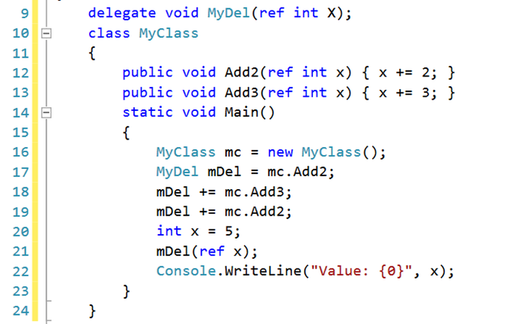 9 delegate void MyDel(ref int X);
10 class MyClass
11 {
12 public void Add2(ref int x) { x += 2; }
13 public void Add3(ref int x) { x += 3; }
14 static void Main()
15 {
16 MyClass mc = new MyClass();
17 MyDel mDel = mc.Add2;
18 mDel += mc.Add3;
19 mDel += mc.Add2;
20 int x = 5;
21 mDel(ref x);
22 Console.WriteLine("Value: {0}", x);
23 }
24 }